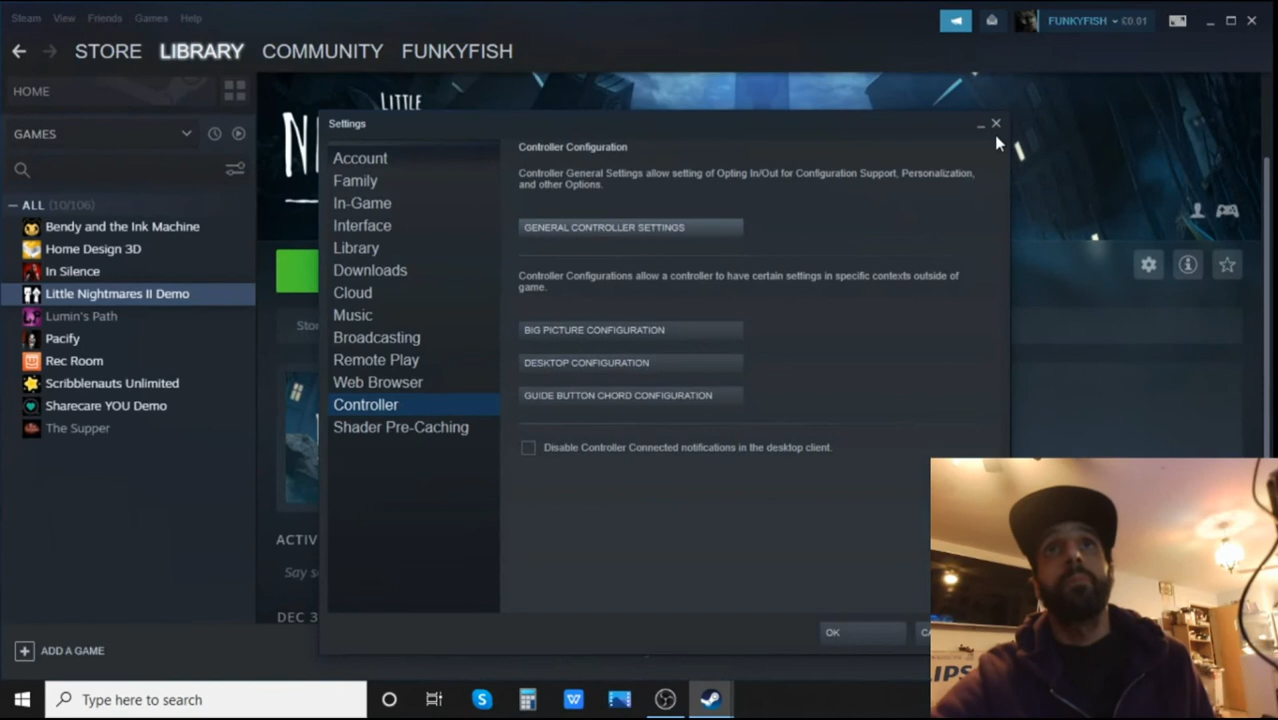 Steam View Friends Games Help
FUNKYFISH £0.01
STORE LIBRARY COMMUNITY FUNKYFISH
HOME
GAMES
ALL (10/106)
Bendy and the Ink Machine
Home Design 3D
In Silence
Little Nightmares II Demo
Lumin's Path
Pacify
Rec Room
Scribblenauts Unlimited
Sharecare YOU Demo
The Supper
ADD A GAME
LITTLE
Settings
Account
Family
In-Game
Interface
Library
Downloads
Cloud
Music
Broadcasting
Remote Play
Web Browser
Controller
Shader Pre-Caching
Controller Configuration
Controller General Settings allow setting of Opting In/Out for Configuration Support, Personalization,
and other Options.
GENERAL CONTROLLER SETTINGS
Controller Configurations allow a controller to have certain settings in specific contexts outside of
game.
BIG PICTURE CONFIGURATION
DESKTOP CONFIGURATION
GUIDE BUTTON CHORD CONFIGURATION
Disable Controller Connected notifications in the desktop client.
OK
DEC 3
Type here to search